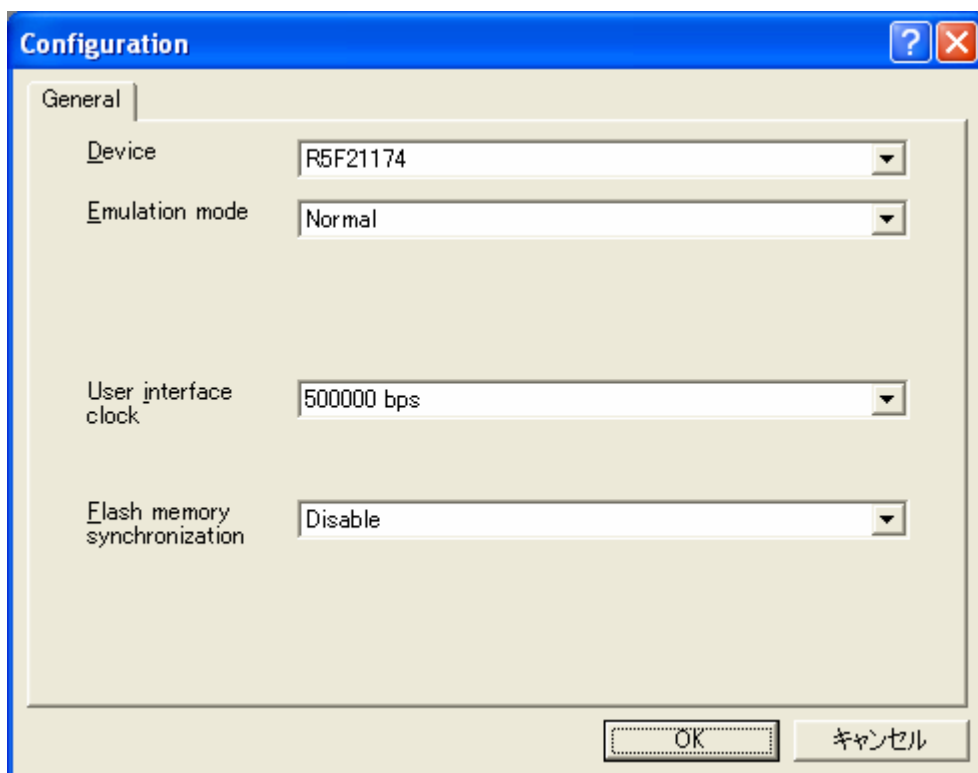 Configuration
General
Device
R5F21174
Emulation mode
Normal
User interface
clock
500000 bps
Flash memory
synchronization
Disable
OK
キャンセル